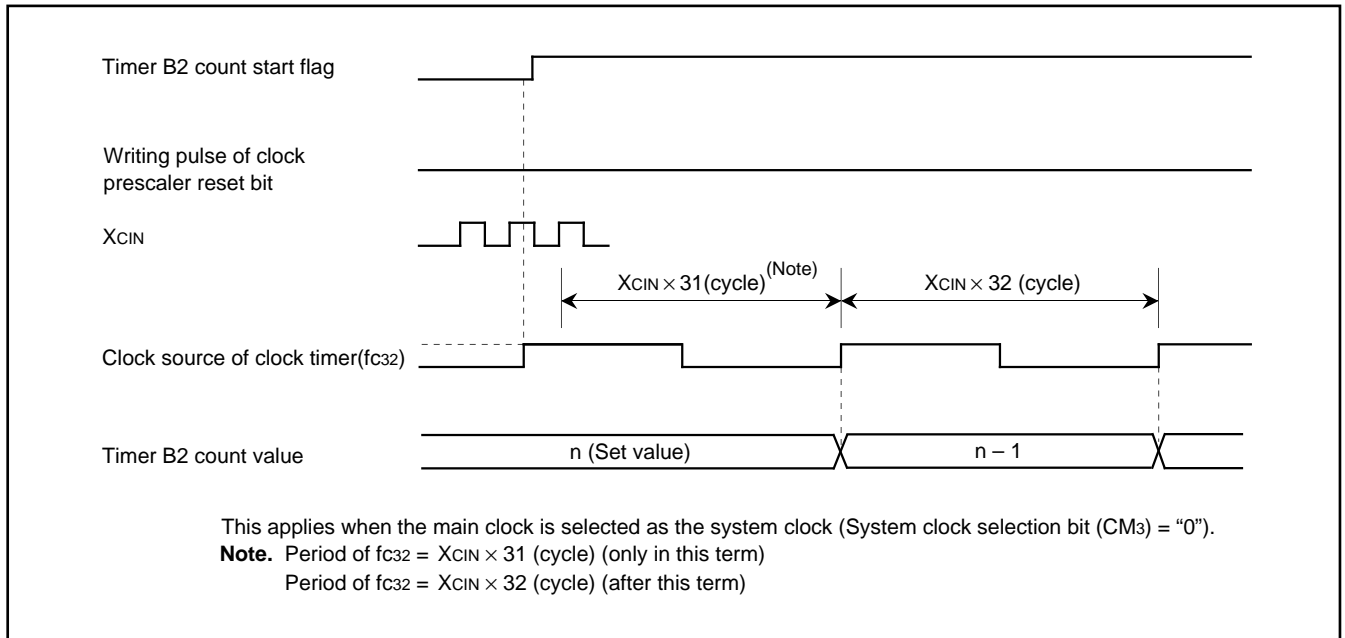 Timer B2 count start flag
Writing pulse of clock
prescaler reset bit
XCIN
XCIN × 31(cycle)(Note)
XCIN × 32 (cycle)
Clock source of clock timer(fc32)
Timer B2 count value
n (Set value)
n – 1
This applies when the main clock is selected as the system clock (System clock selection bit (CM3) = “0”).
Note. Period of fc32 = XCIN × 31 (cycle) (only in this term)
Period of fc32 = XCIN × 32 (cycle) (after this term)